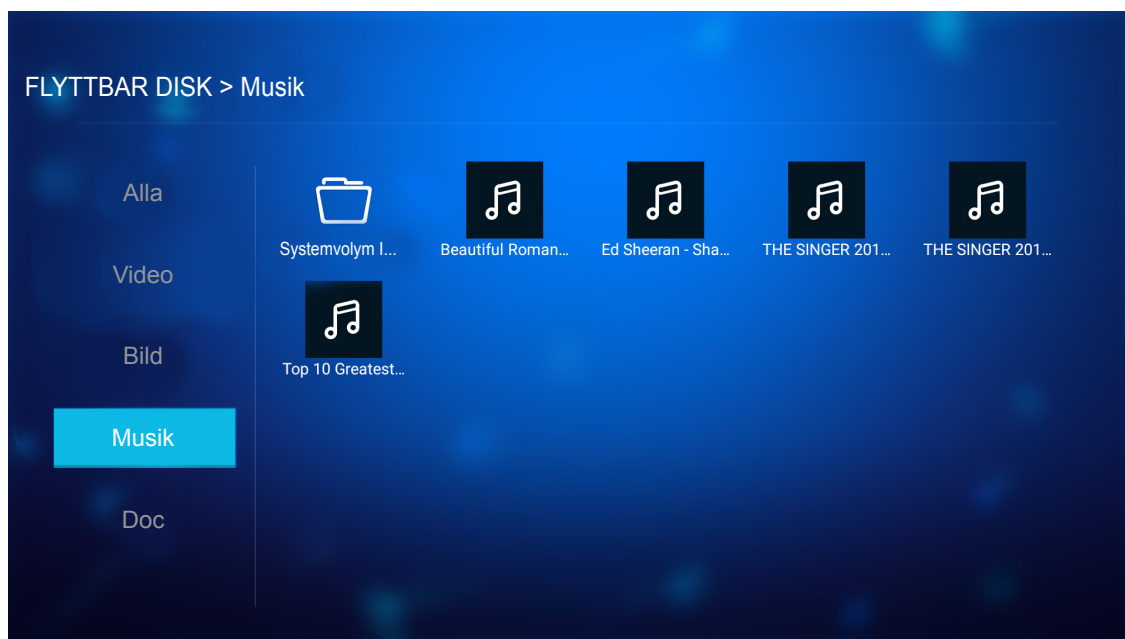 FLYTTBAR DISK > Musik
Alla
Video
Bild
Musik
Doc
Systemvolym I...
Beautiful Roman...
Ed Sheeran - Sha...
THE SINGER 201...
THE SINGER 201...
Top 10 Greatest...